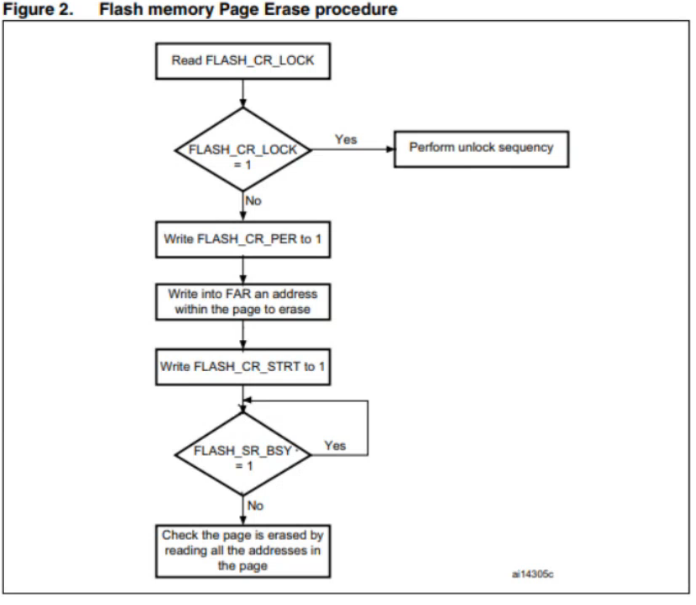 Figure 2. Flash memory Page Erase procedure
Read FLASH_CR_LOCK
FLASH_CR_LOCK
= 1
Yes
Perform unlock sequency
No
Write FLASH_CR_PER to 1
Write into FAR an address
within the page to erase
Write FLASH_CR_STRT to 1
FLASH_SR_BSY
= 1
Yes
No
Check the page is erased by
reading all the addresses in
the page
ai14305c